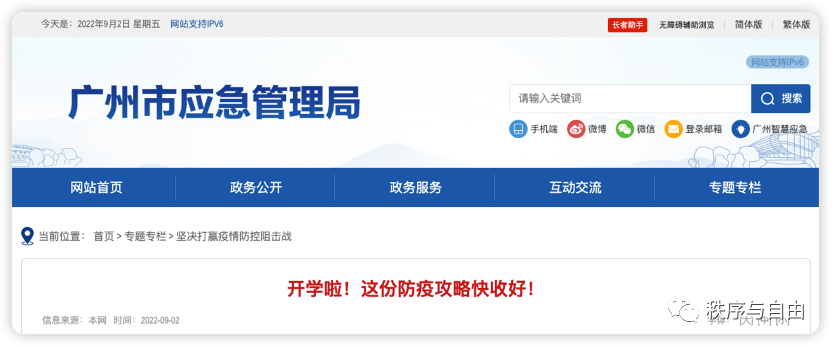 今天是：2022年9月2日 星期五 网站支持IPV6 长者助手 无障碍辅助浏览 简体版 繁体版
网站支持IPv6
广州市应急管理局
请输入关键词 搜索
手机端 微博 微信 登录邮箱 广州智慧应急
网站首页 政务公开 政务服务 互动交流 专题专栏
当前位置： 首页 > 专题专栏 > 坚决打赢疫情防控阻击战
开学啦！这份防疫攻略快收好！
信息来源：本网 时间：2022-09-02
秩序与自由